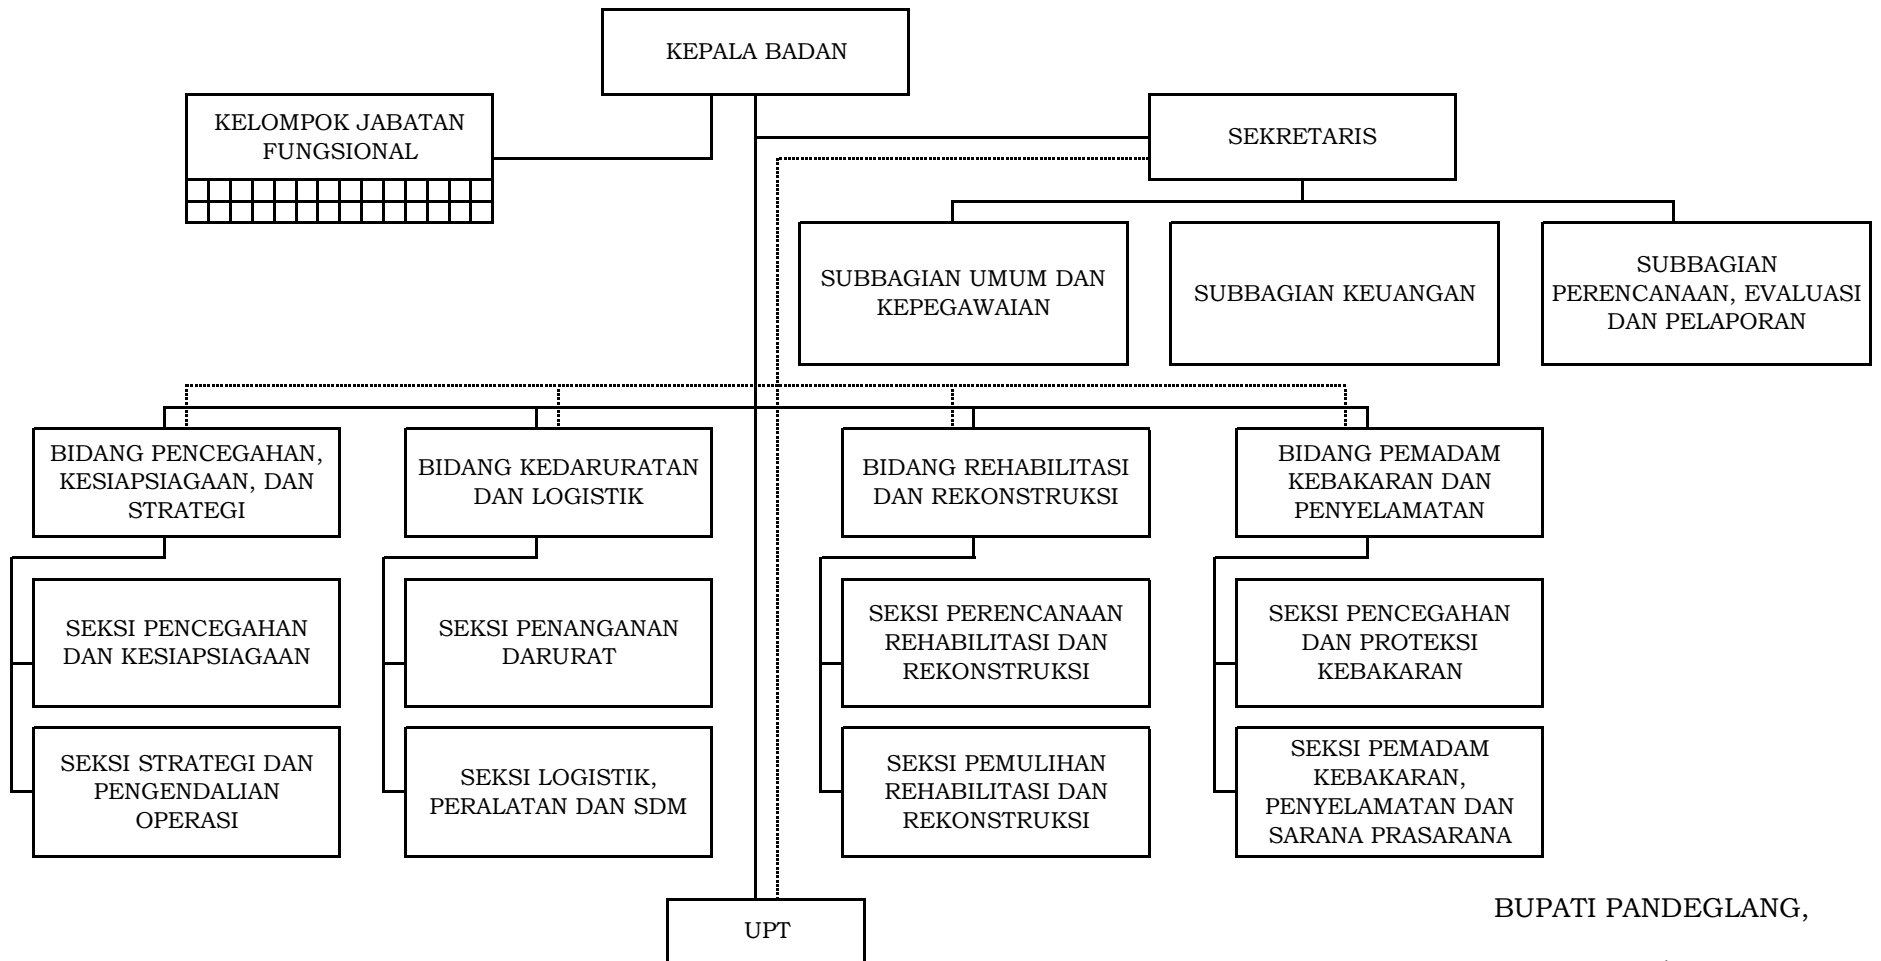 KEPALA BADAN
KELOMPOK JABATAN
FUNGSIONAL
SEKRETARIS
SUBBAGIAN UMUM DAN
KEPEGAWAIAN
SUBBAGIAN KEUANGAN
SUBBAGIAN
PERENCANAAN, EVALUASI
DAN PELAPORAN
BIDANG PENCEGAHAN,
KESIAPSIAGAAN, DAN
STRATEGI
BIDANG KEDARURATAN
DAN LOGISTIK
BIDANG REHABILITASI
DAN REKONSTRUKSI
BIDANG PEMADAM
KEBAKARAN DAN
PENYELAMATAN
SEKSI PENCEGAHAN
DAN KESIAPSIAGAAN
SEKSI PENANGANAN
DARURAT
SEKSI PERENCANAAN
REHABILITASI DAN
REKONSTRUKSI
SEKSI PENCEGAHAN
DAN PROTEKSI
KEBAKARAN
SEKSI STRATEGI DAN
PENGENDALIAN
OPERASI
SEKSI LOGISTIK,
PERALATAN DAN SDM
SEKSI PEMULIHAN
REHABILITASI DAN
REKONSTRUKSI
SEKSI PEMADAM
KEBAKARAN,
PENYELAMATAN DAN
SARANA PRASARANA
UPT
BUPATI PANDEGLANG,